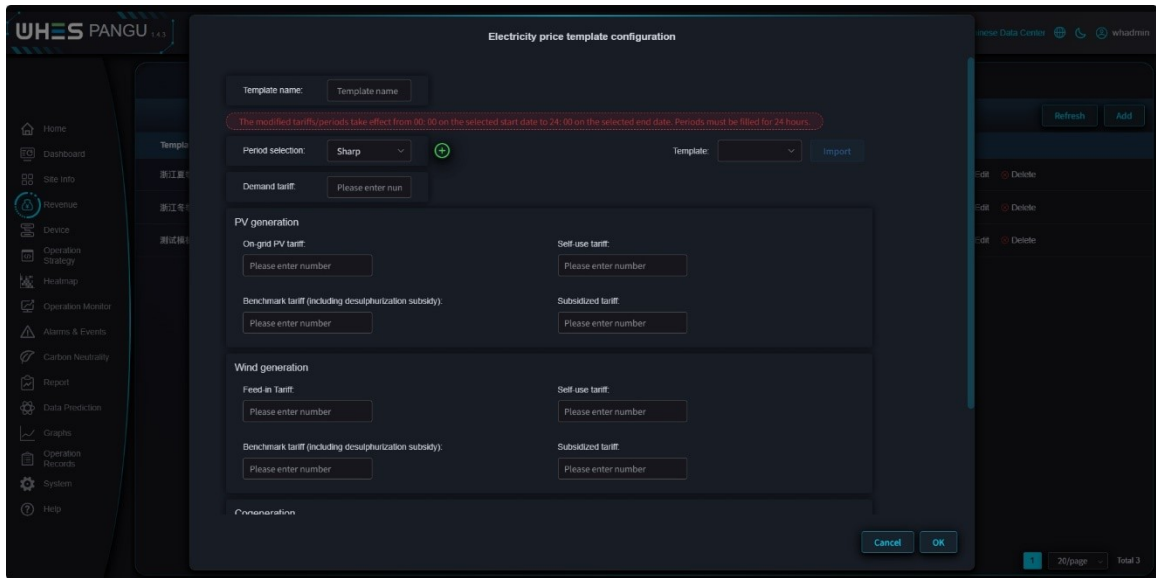 WHES PANGU 1.4.3
Electricity price template configuration
inese Data Center
whadmin
Template name:
Template name
The modified tariffs/periods take effect from 00: 00 on the selected start date to 24: 00 on the selected end date. Periods must be filled for 24 hours.
Refresh
Add
Home
Templa
Period selection:
Sharp
Template:
Import
Dashboard
浙江夏
Edit
Delete
Site Info
Demand tariff:
Please enter nun
Revenue
浙江冬
Edit
Delete
PV generation
Device
测试模
Edit
Delete
On-grid PV tariff:
Self-use tariff:
Operation
Strategy
Please enter number
Please enter number
Heatmap
Benchmark tariff (including desulphurization subsidy):
Subsidized tariff:
Operation Monitor
Please enter number
Please enter number
Alarms & Events
Carbon Neutrality
Wind generation
Report
Feed-in Tariff:
Self-use tariff:
Data Prediction
Please enter number
Please enter number
Graphs
Benchmark tariff (including desulphurization subsidy):
Subsidized tariff:
Operation
Records
Please enter number
Please enter number
System
Help
Cogeneration
Cancel
OK
1
20/page
Total 3